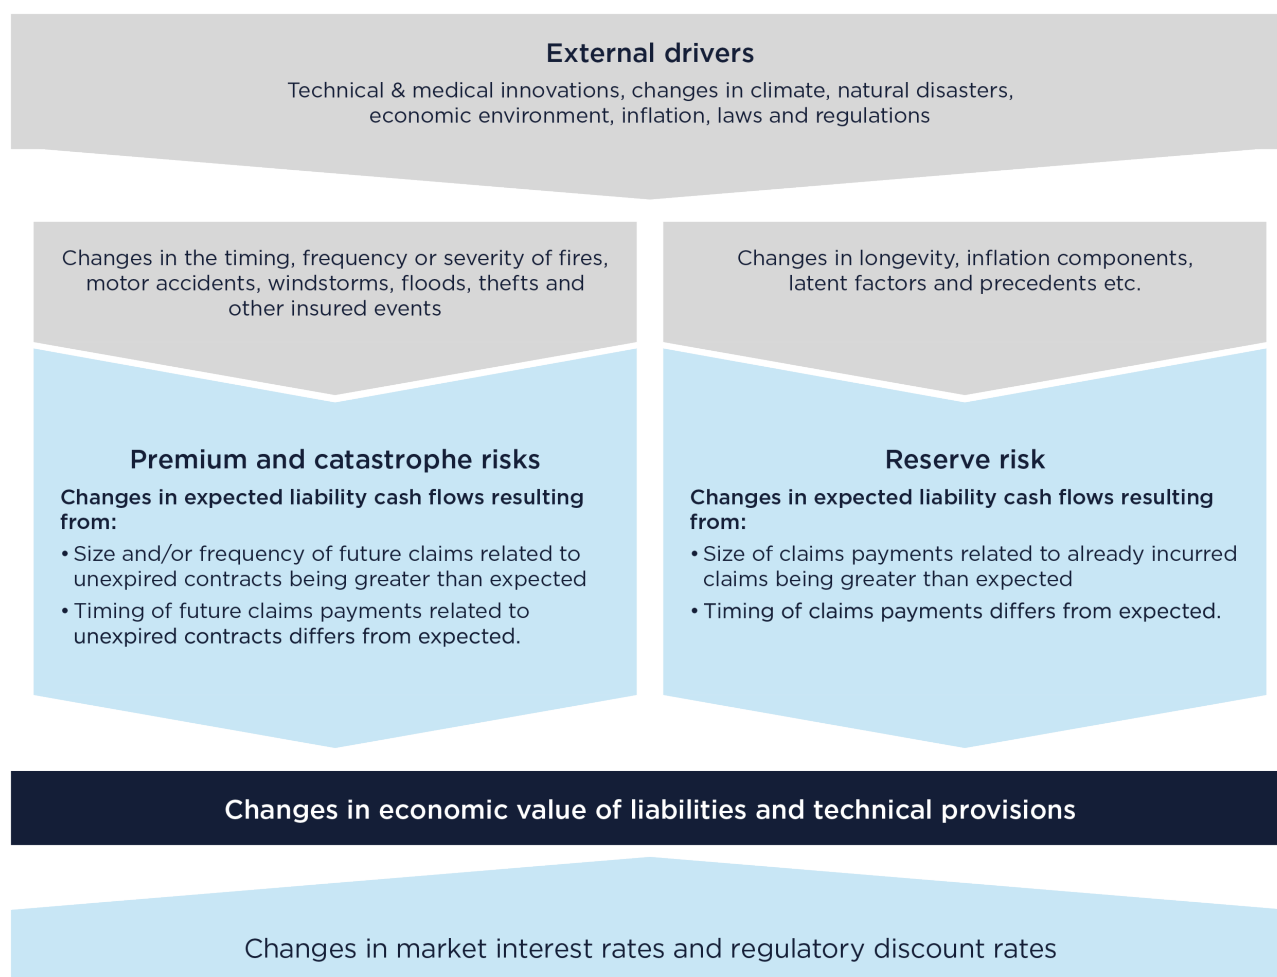 External drivers
Technical & medical innovations, changes in climate, natural disasters,
economic environment, inflation, laws and regulations
Changes in the timing, frequency or severity of fires,
motor accidents, windstorms, floods, thefts and
other insured events
Changes in longevity, inflation components,
latent factors and precedents etc.
Premium and catastrophe risks
Changes in expected liability cash flows resulting
from:
• Size and/or frequency of future claims related to
unexpired contracts being greater than expected
• Timing of future claims payments related to
unexpired contracts differs from expected.
Reserve risk
Changes in expected liability cash flows resulting
from:
• Size of claims payments related to already incurred
claims being greater than expected
• Timing of claims payments differs from expected.
Changes in economic value of liabilities and technical provisions
Changes in market interest rates and regulatory discount rates